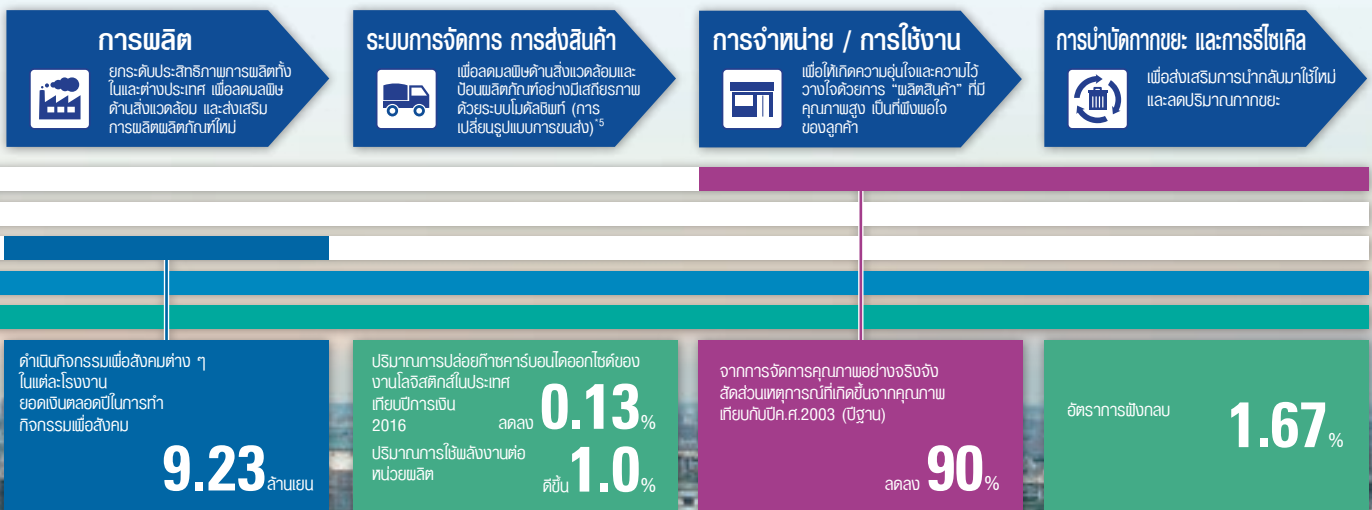 การผลิต
ยกระดับประสิทธิภาพการผลิตทั้ง
ในและต่างประเทศ เพื่อลดมลพิษ
ด้านสิ่งแวดล้อม และส่งเสริม
การผลิตผลิตภัณฑ์ใหม่
ระบบการจัดการ การส่งสินค้า
เพื่อลดมลพิษด้านสิ่งแวดล้อมและ
ป้อนผลิตภัณฑ์อย่างมีเสถียรภาพ
ด้วยระบบโมดัลชิพท์ (การ
เปลี่ยนรูปแบบการขนส่ง)*5
การจำหน่าย / การใช้งาน
เพื่อให้เกิดความอุ่นใจและความไว้
วางใจด้วยการ "ผลิตสินค้า" ที่มี
คุณภาพสูง เป็นที่พึงพอใจ
ของลูกค้า
การบำบัดกากขยะ และการรีไซเคิล
เพื่อส่งเสริมการนำกลับมาใช้ใหม่
และลดปริมาณกากขยะ
ดำเนินกิจกรรมเพื่อสังคมต่าง ๆ
ในแต่ละโรงงาน
ยอดเงินตลอดปีในการทำ
กิจกรรมเพื่อสังคม
9.23 ล้านเยน
ปริมาณการปล่อยก๊าซคาร์บอนไดออกไซด์ของ
งานโลจิสติกส์ในประเทศ
เทียบปีการเงิน
2016 ลดลง 0.13%
ปริมาณการใช้พลังงานต่อ
หน่วยผลิต ดีขึ้น 1.0%
จากการจัดการคุณภาพอย่างจริงจัง
สัดส่วนเหตุการณ์ที่เกิดขึ้นจากคุณภาพ
เทียบกับปีค.ศ.2003 (ปีฐาน)
ลดลง 90%
อัตราการฝังกลบ 1.67%